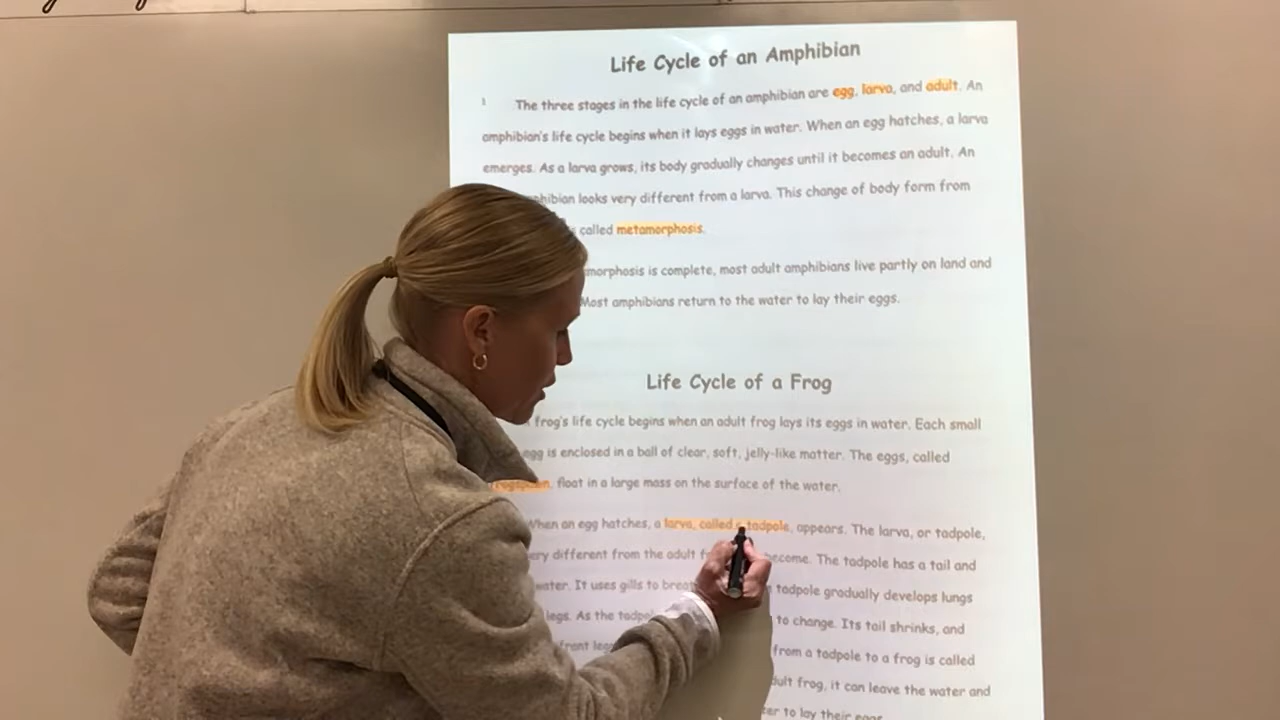 Life Cycle of an Amphibian
1 The three stages in the life cycle of an amphibian are egg, larva, and adult. An
amphibian's life cycle begins when it lays eggs in water. When an egg hatches, a larva
emerges. As a larva grows, its body gradually changes until it becomes an adult. An
looks very different from a larva. This change of body form from
called metamorphosis.
is complete, most adult amphibians live partly on land and
Most amphibians return to the water to lay their eggs.
Life Cycle of a Frog
frog's life cycle begins when an adult frog lays its eggs in water. Each small
egg is enclosed in a ball of clear, soft, jelly-like matter. The eggs, called
float in a large mass on the surface of the water.
When an egg hatches, a larva, called a tadpole, appears. The larva, or tadpole,
different from the adult become. The tadpole has a tail and
water. It uses gills to tadpole gradually develops lungs
legs. As the to change. Its tail shrinks, and
front from a tadpole to a frog is called
frog, it can leave the water and
to lay their eggs